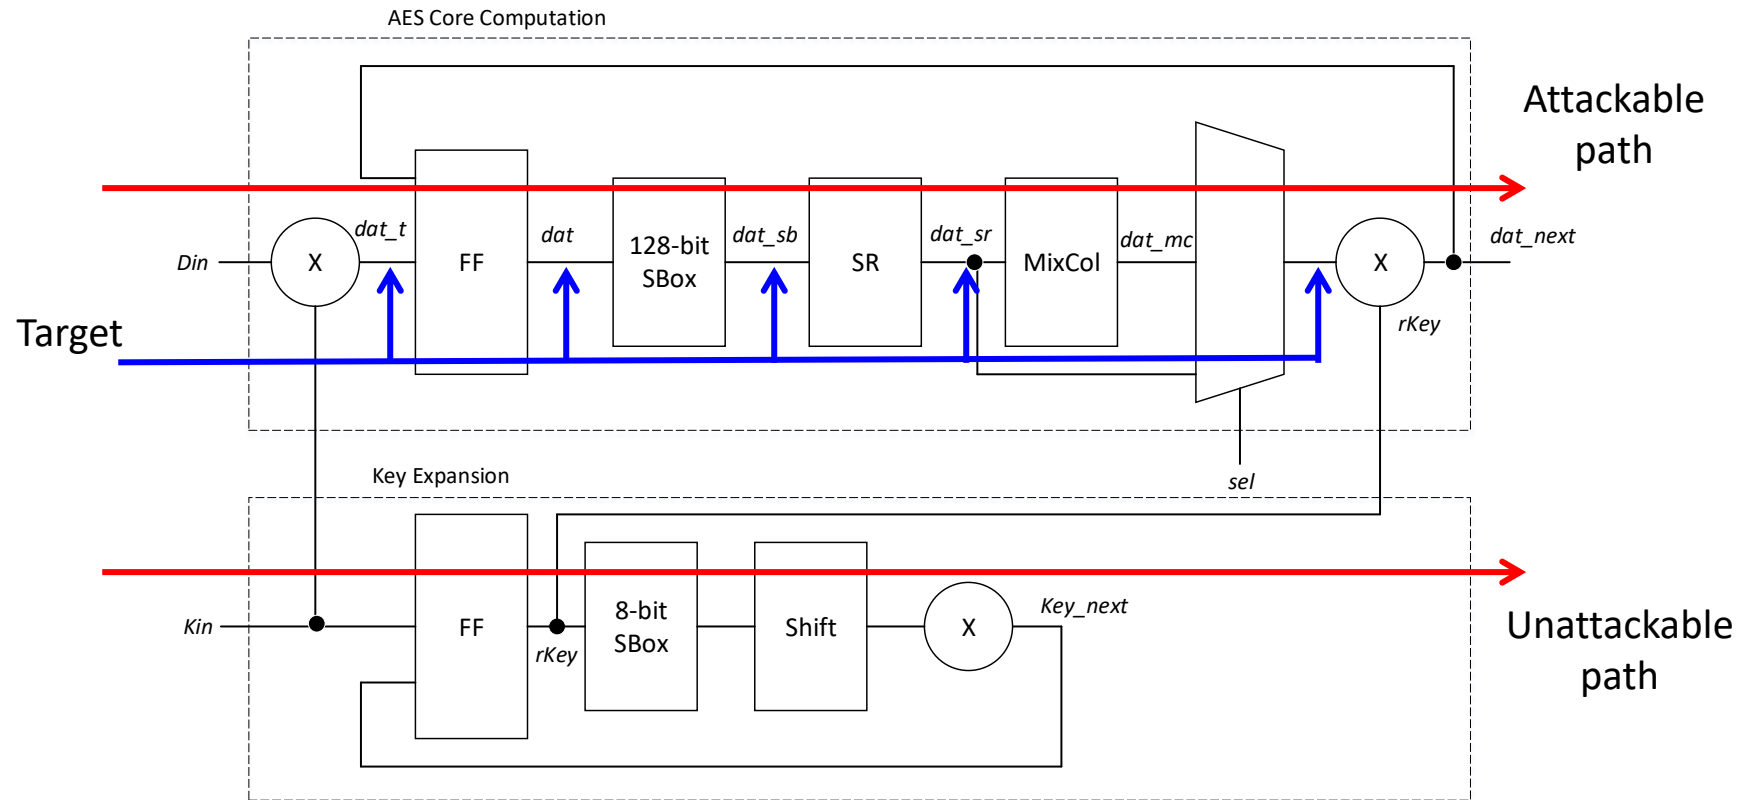 AES Core Computation
Attackable
path
Din
X
dat_t
FF
dat
128-bit
SBox
dat_sb
SR
dat_sr
MixCol
dat_mc
X
dat_next
rKey
Target
sel
Key Expansion
Kin
FF
rKey
8-bit
SBox
Shift
X
Key_next
Unattackable
path